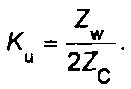 K_u = Z_w / 2Z_C.